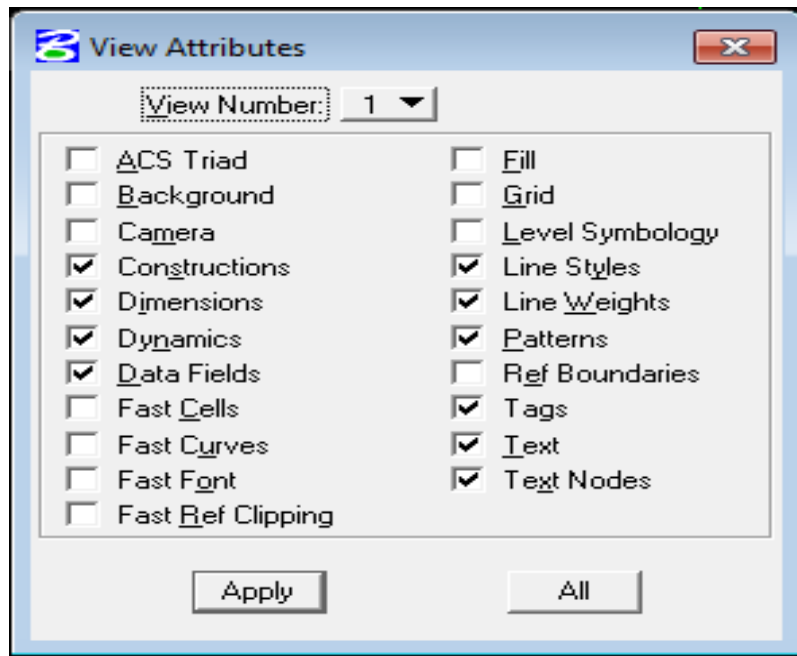 View Attributes
View Number: 1
ACS Triad
Background
Camera
Constructions
Dimensions
Dynamics
Data Fields
Fast Cells
Fast Curves
Fast Font
Fast Ref Clipping
Fill
Grid
Level Symbology
Line Styles
Line Weights
Patterns
Ref Boundaries
Tags
Text
Text Nodes
Apply
All